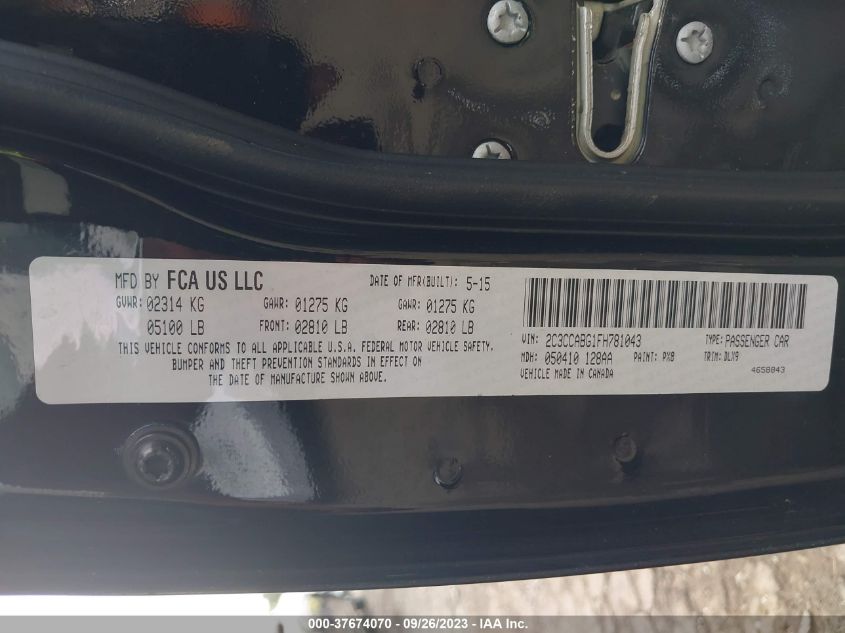 MFD BY FCA US LLC DATE OF MFR(BUILT): 5-15
GVWR: 02314 KG GAWR: 01275 KG GAWR: 01275 KG
05100 LB FRONT: 02810 LB REAR: 02810 LB
THIS VEHICLE CONFORMS TO ALL APPLICABLE U.S.A. FEDERAL MOTOR VEHICLE SAFETY,
BUMPER AND THEFT PREVENTION STANDARDS IN EFFECT ON
THE DATE OF MANUFACTURE SHOWN ABOVE.
VIN: 2C3CCABG1FH781043 TYPE: PASSENGER CAR
MDH: 050410 128AA PAINT: PX8 TRIM: DLX9
VEHICLE MADE IN CANADA 4658043
000-37674070 - 09/26/2023 - IAA Inc.